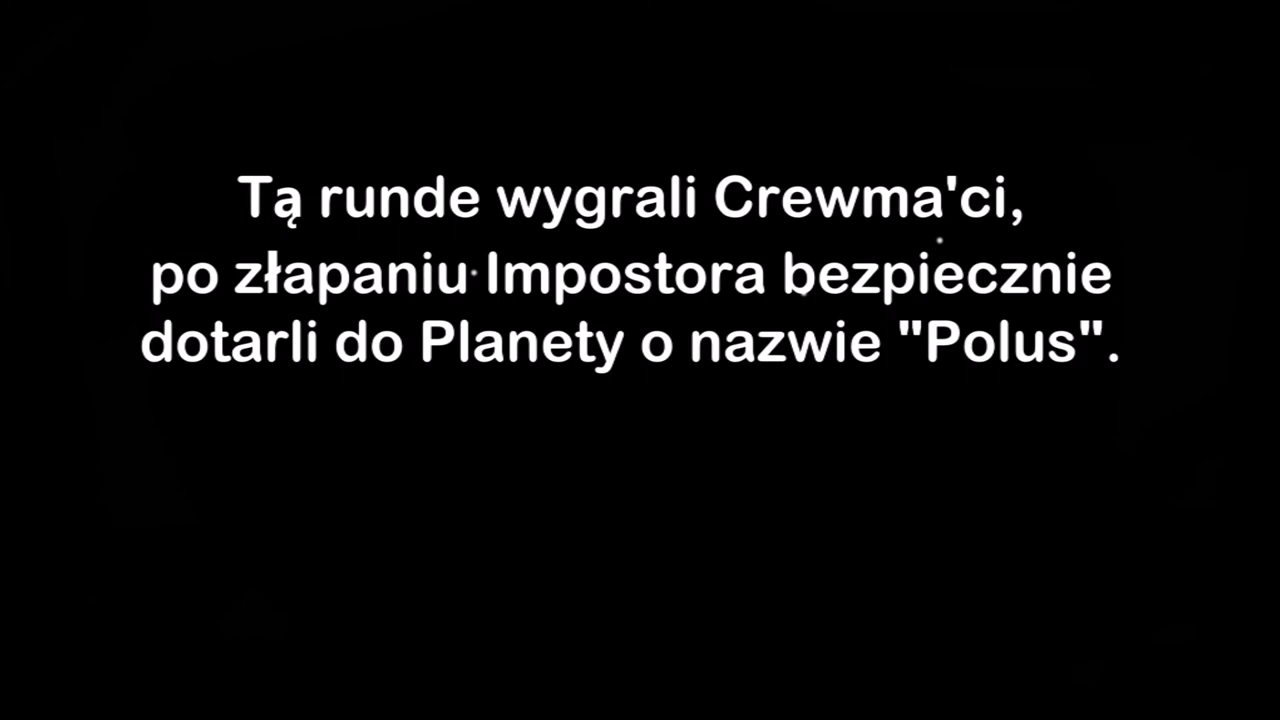 Tą runde wygrali Crewma'ci,
po złapaniu Impostora bezpiecznie
dotarli do Planety o nazwie "Polus".